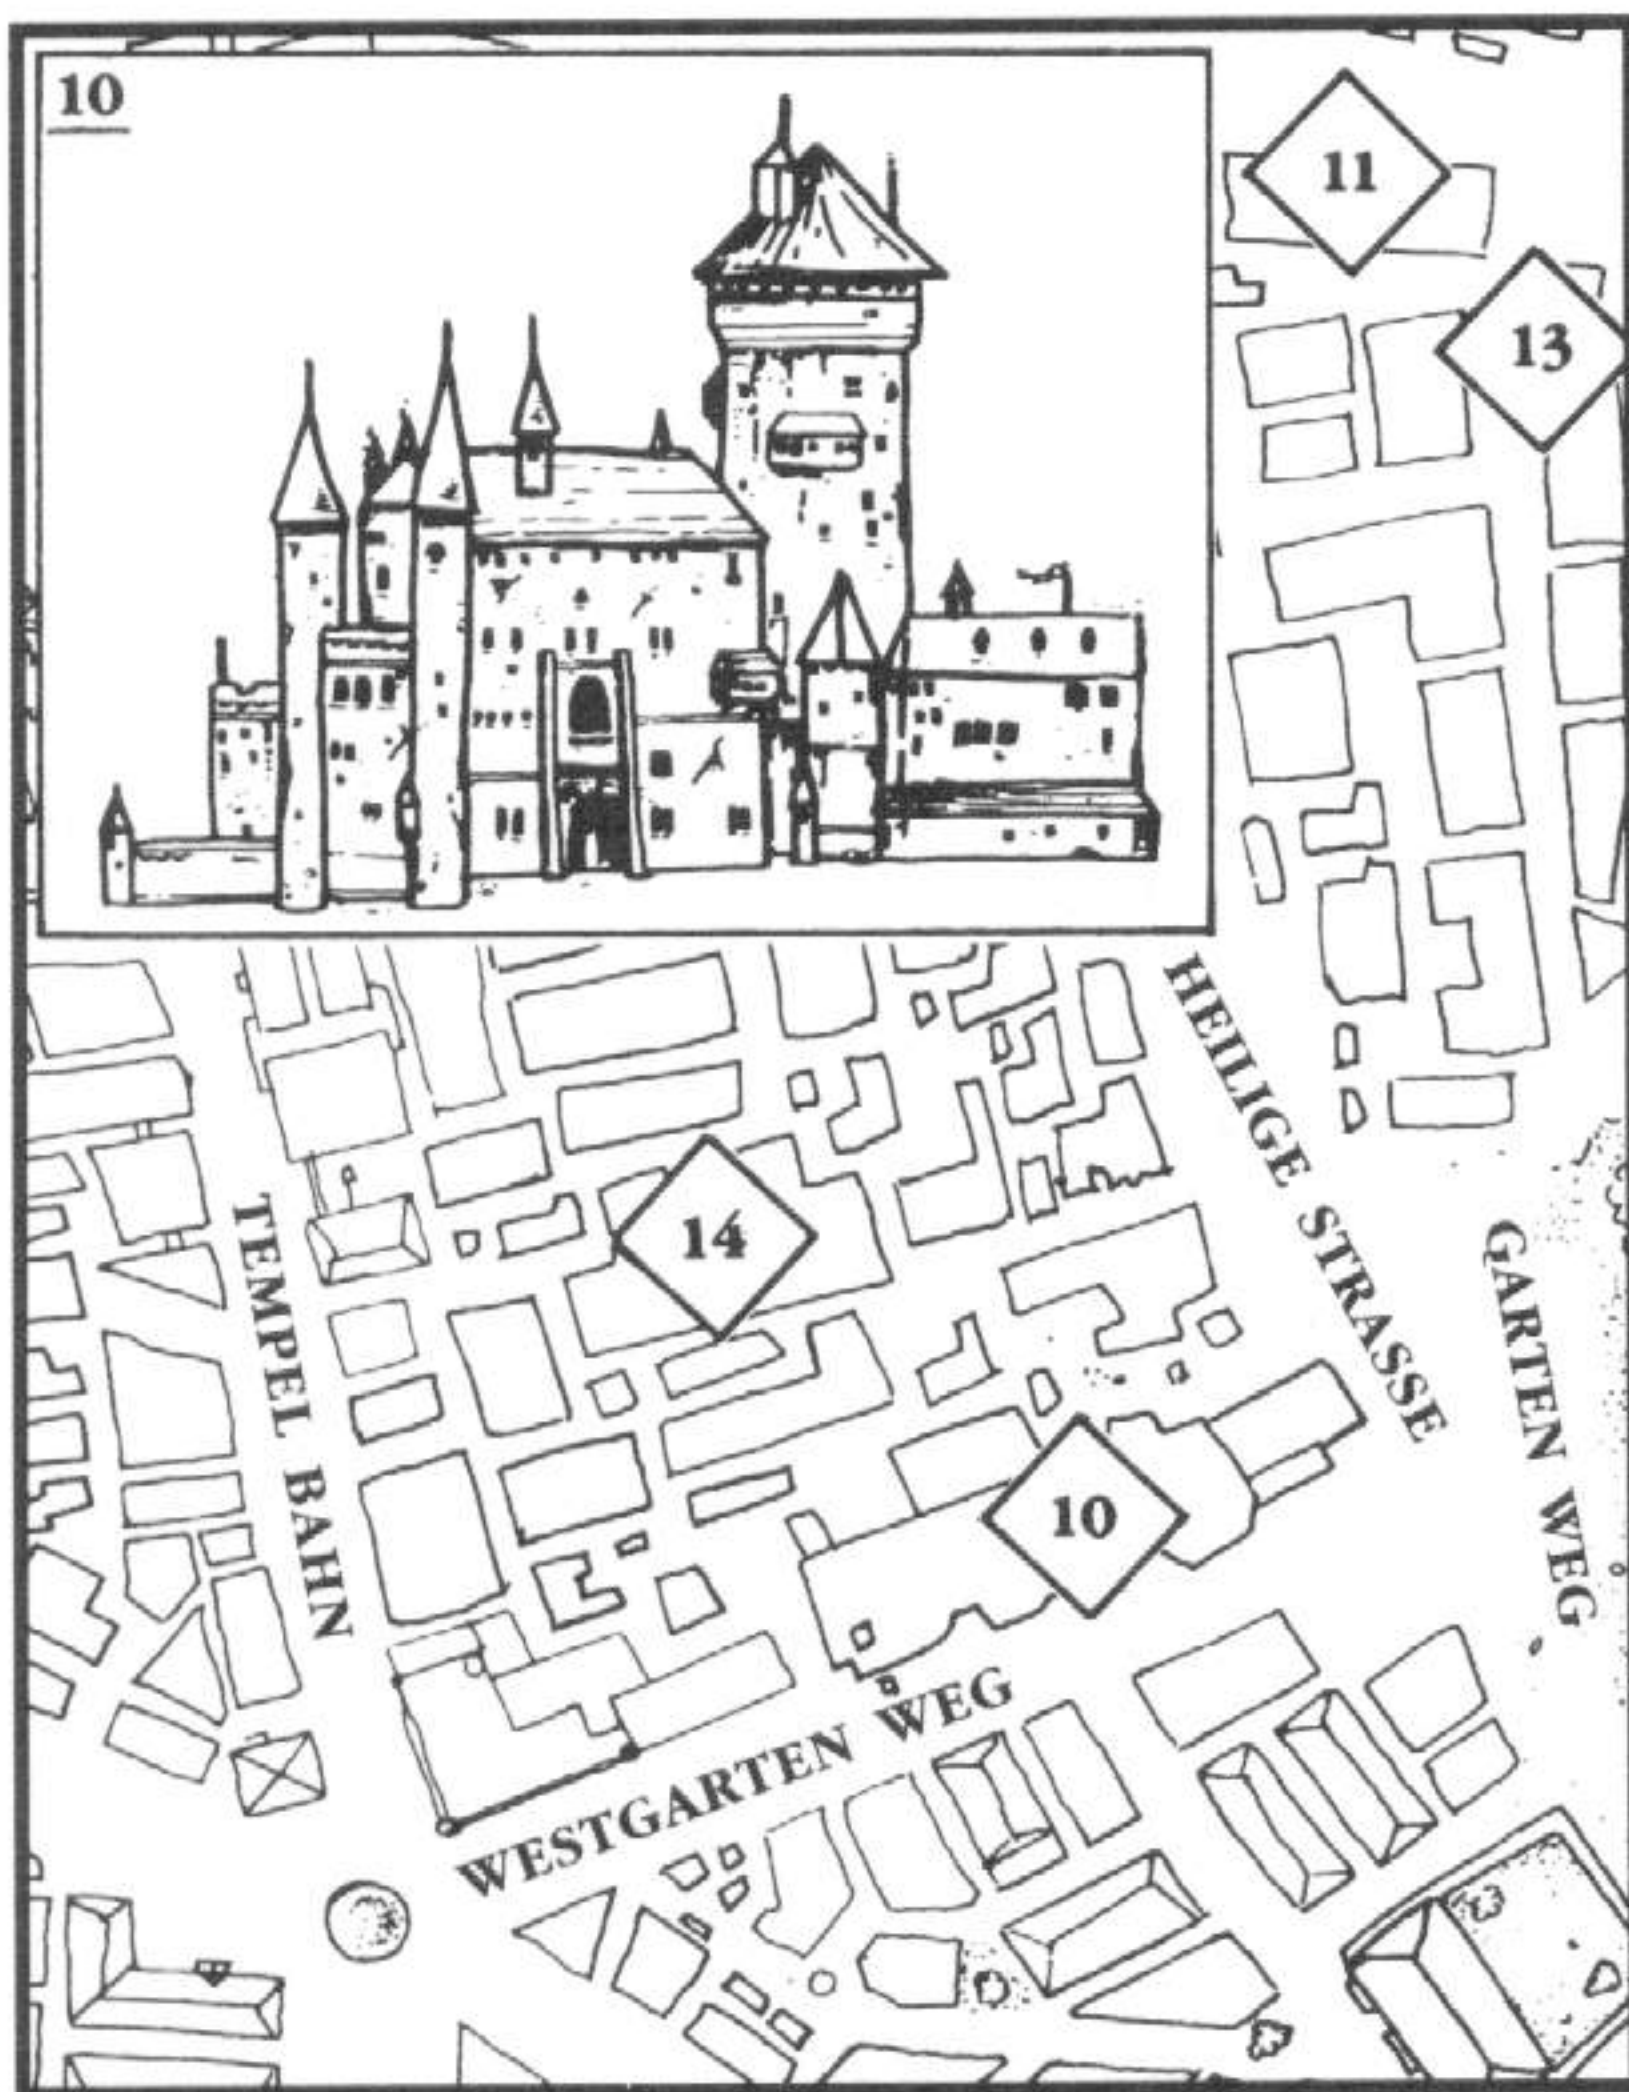 10
11
13
HEILIGE STRASSE
14
TEMPEL BAHN
GARTEN WEG
10
WESTGARTEN WEG